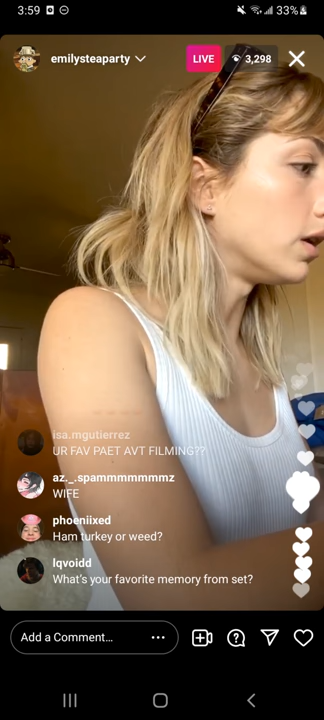 3:59 33%
emilysteaparty LIVE 3,298
isa.mgutierrez
UR FAV PAET AVT FILMING??
az._.spammmmmmmz
WIFE
phoeniixed
Ham turkey or weed?
lqvoidd
What's your favorite memory from set?
Add a Comment...